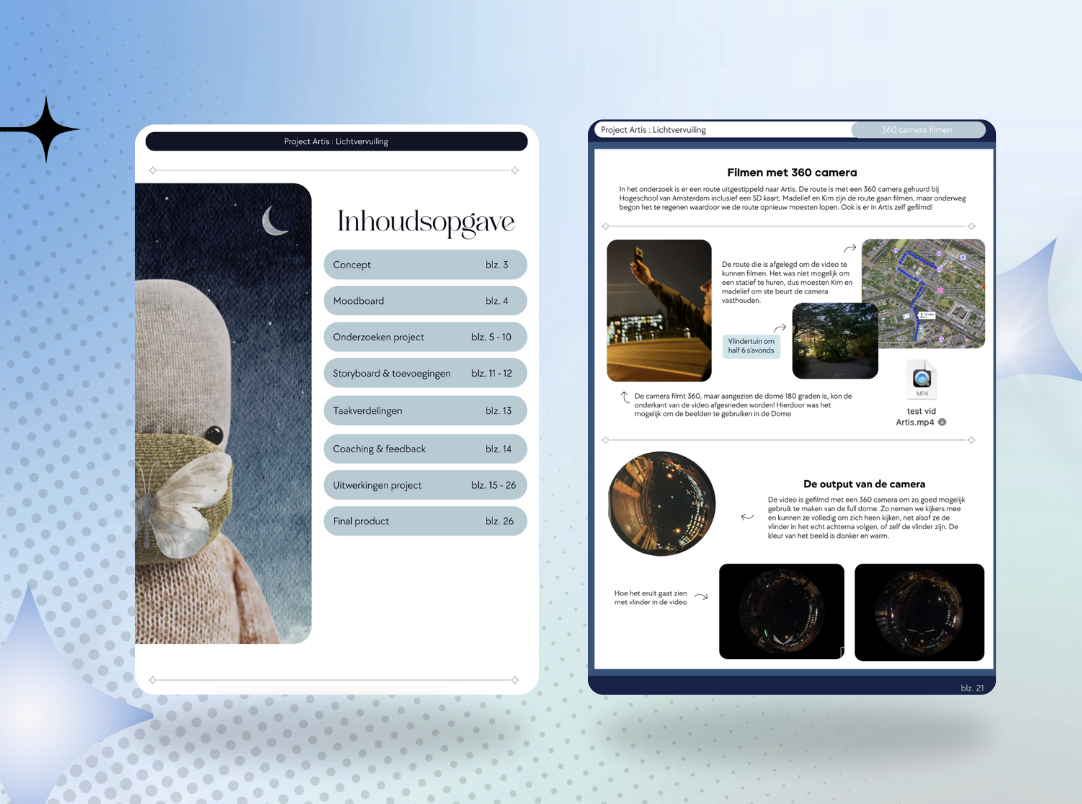 Project Artis : Lichtvervuiling
Inhoudsopgave
Concept blz. 3
Moodboard blz. 4
Onderzoeken project blz. 5 - 10
Storyboard & toevoegingen blz. 11 - 12
Taakverdelingen blz. 13
Coaching & feedback blz. 14
Uitwerkingen project blz. 15 - 26
Final product blz. 26
Project Artis : Lichtvervuiling
360 camera filmen
Filmen met 360 camera
In het onderzoek is er een route uitgestippeld naar Artis. De route is met een 360 camera gehuurd bij
Hogeschool van Amsterdam inclusief een SD kaart. Madelief en Kim zijn de route gaan filmen, maar onderweg
begon het te regenen waardoor we de route opnieuw moesten lopen. Ook is er in Artis zelf gefilmd!
De route die is afgelegd om de video te
kunnen filmen. Het was niet mogelijk om
een statief te huren, dus moesten Kim en
madelief om ste beurt de camera
vasthouden.
Vlindertuin om
half 6 s'avonds
De camera filmt 360, maar aangezien de dome 180 graden is, kon de
onderkant van de video afgesneden worden! Hierdoor was het
mogelijk om de beelden te gebruiken in de Dome
MP4
test vid
Artis.mp4
De output van de camera
De video is gefilmd met een 360 camera om zo goed mogelijk
gebruik te maken van de full dome. Zo nemen we kijkers mee
en kunnen ze volledig om zich heen kijken, net alsof ze de
vlinder in het echt achterna volgen, of zelf de vlinder zijn. De
kleur van het beeld is donker en warm.
Hoe het eruit gaat zien
met vlinder in de video
blz. 21